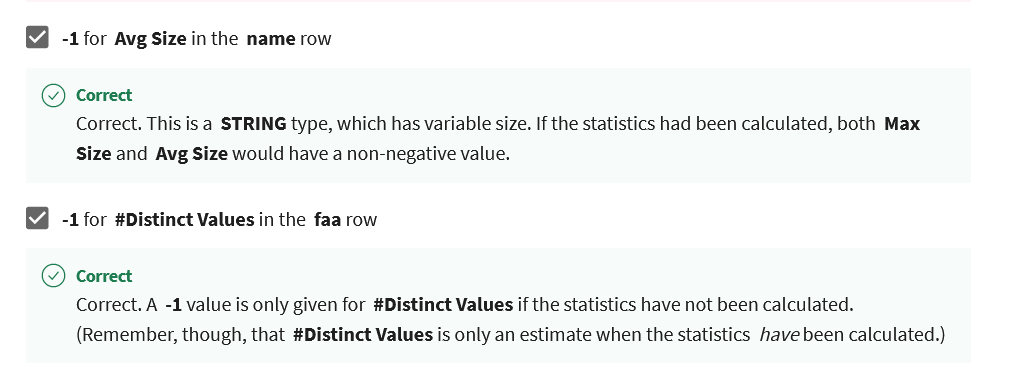 -1 for Avg Size in the name row
Correct
Correct. This is a STRING type, which has variable size. If the statistics had been calculated, both Max
Size and Avg Size would have a non-negative value.
-1 for #Distinct Values in the faa row
Correct
Correct. A -1 value is only given for #Distinct Values if the statistics have not been calculated.
(Remember, though, that #Distinct Values is only an estimate when the statistics have been calculated.)